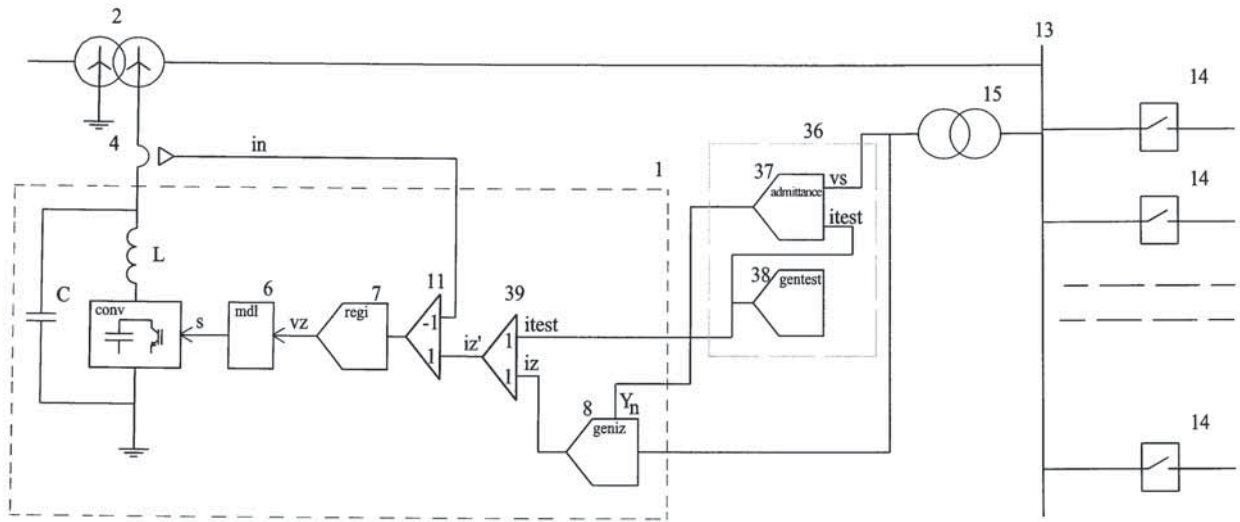 2
13
14
15
4
in
36
1
37
vs
admittance
14
itest
L
C
6
7
11
39
38
gentest
conv
s
mdl
vz
regi
-1
1
iz'
1
1
itest
iz
Yn
8
geniz
14